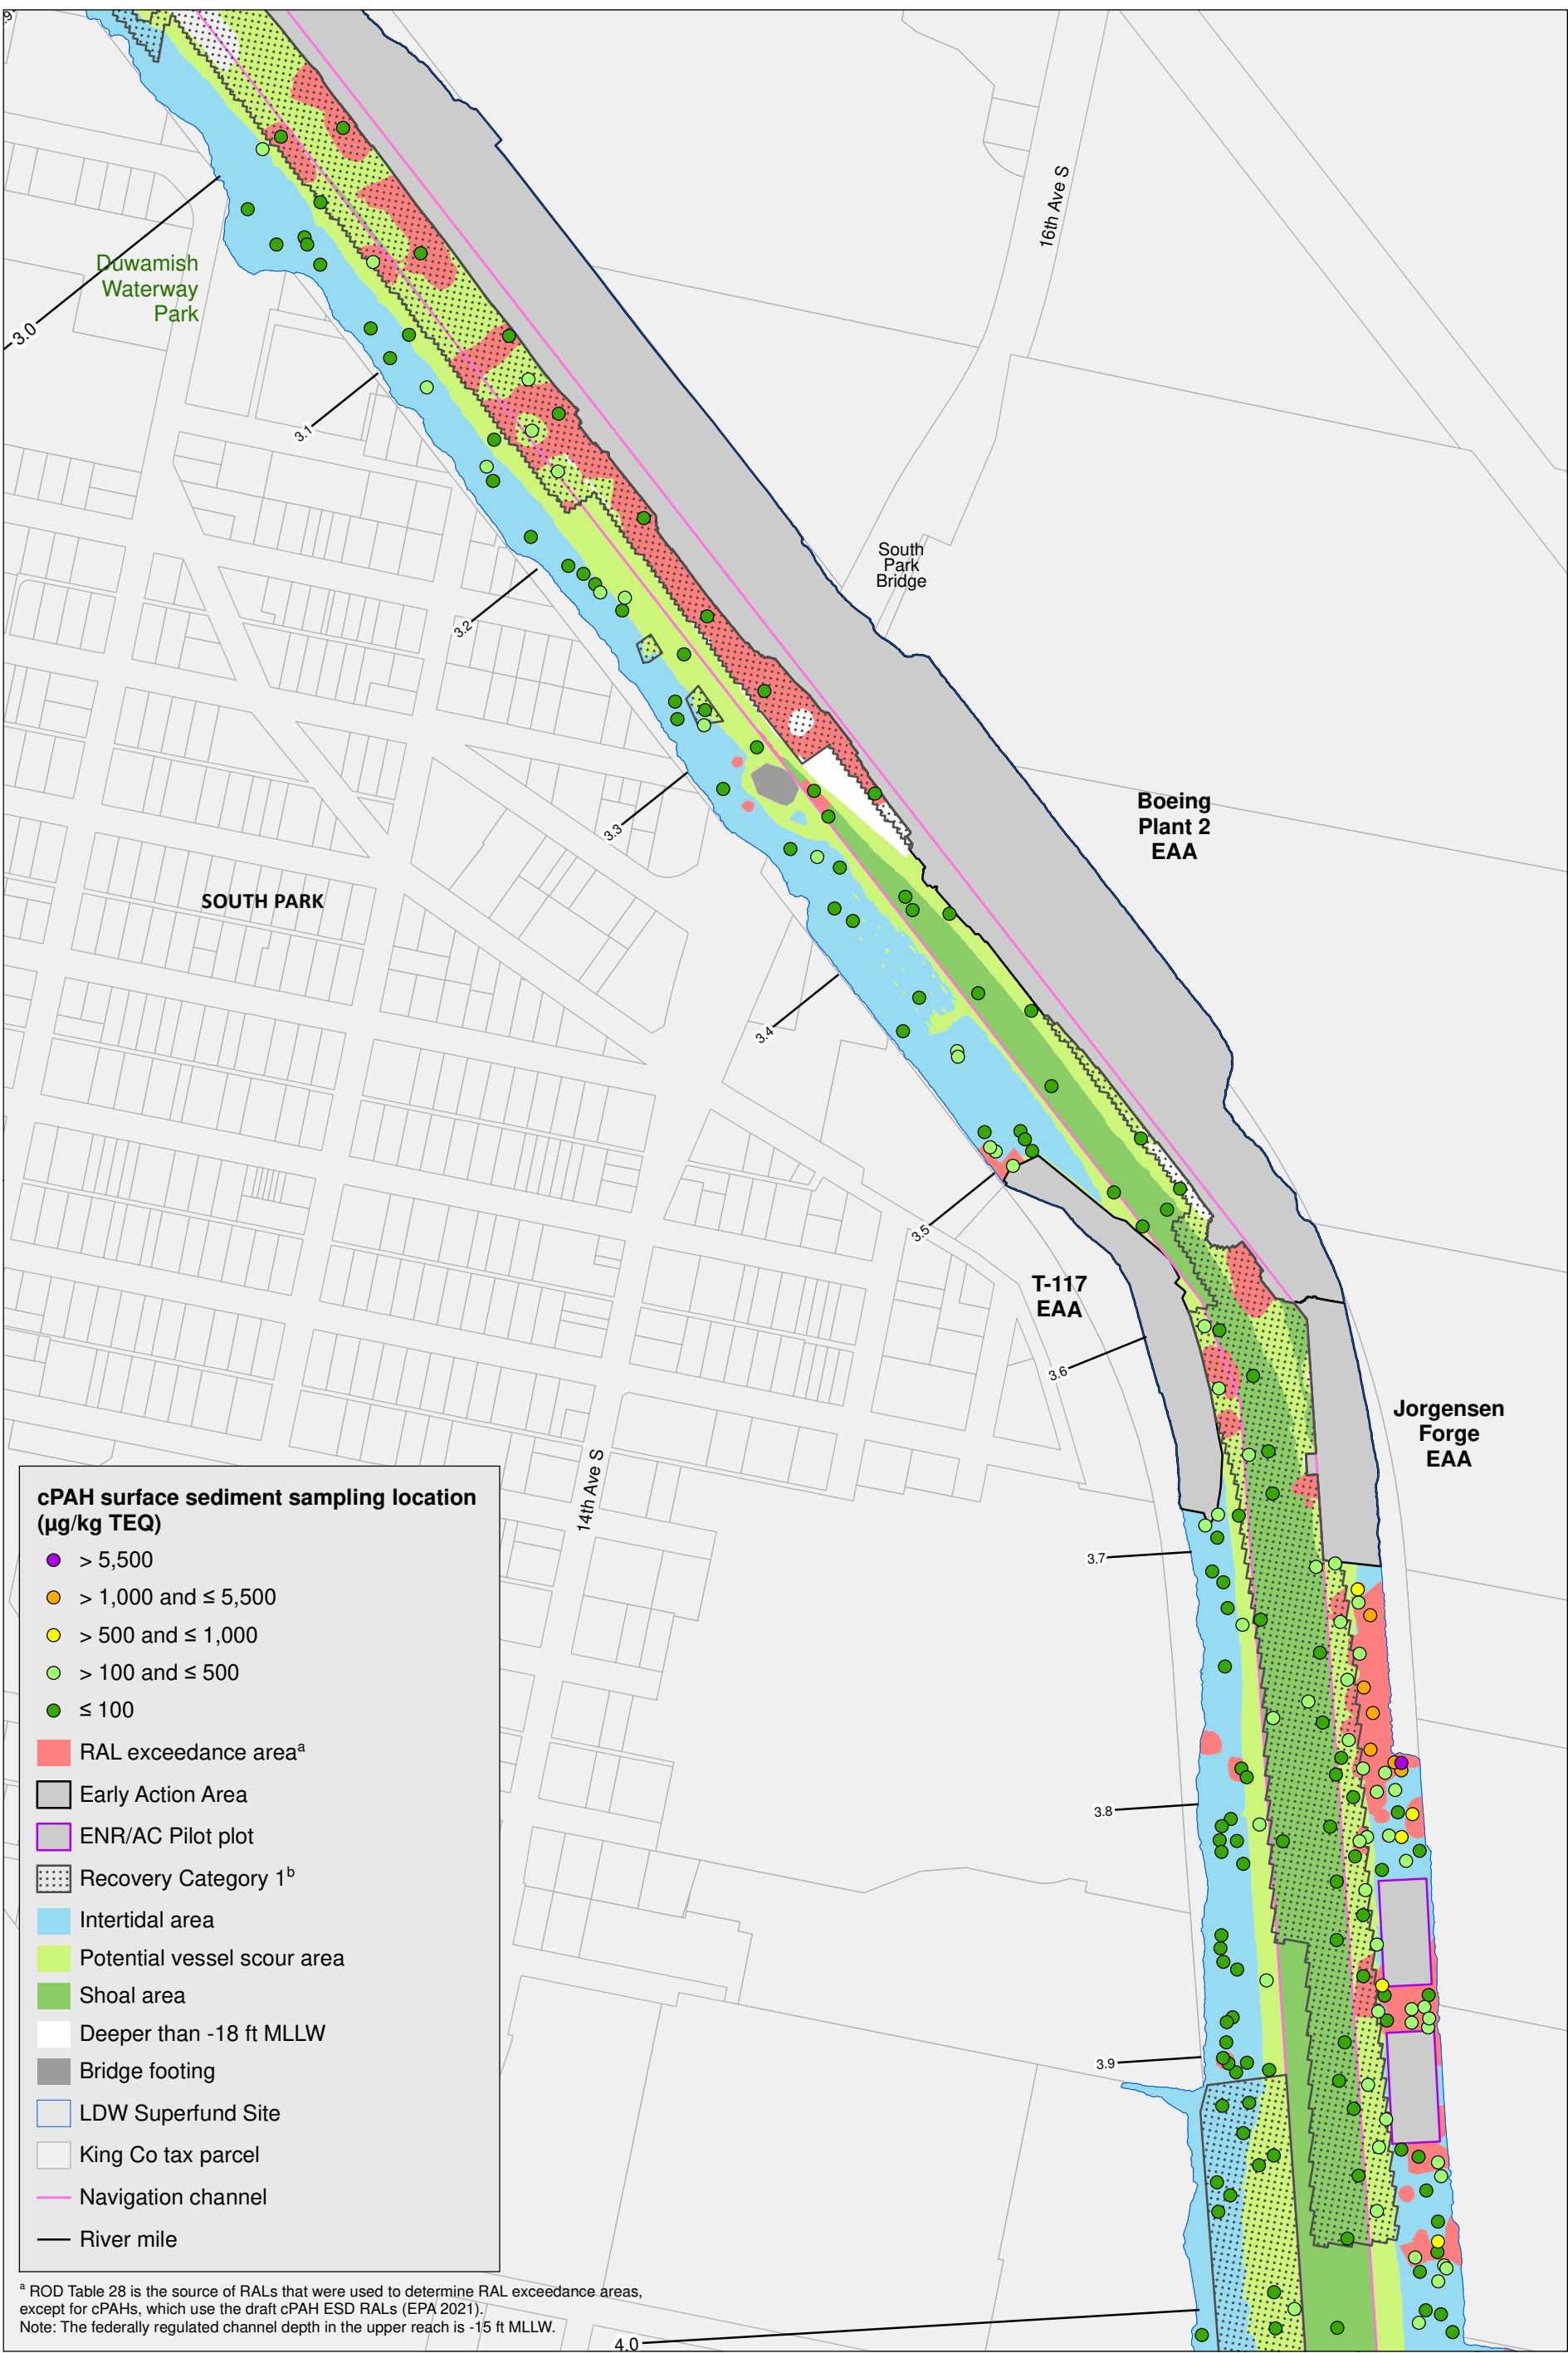 16th Ave S
Duwamish
Waterway
Park
3.0
3.1
South
Park
Bridge
3.2
Boeing
Plant 2
EAA
3.3
SOUTH PARK
3.4
3.5
T-117
EAA
3.6
Jorgensen
Forge
EAA
14th Ave S
3.7
3.8
3.9
4.0
cPAH surface sediment sampling location
(µg/kg TEQ)
> 5,500
> 1,000 and ≤ 5,500
> 500 and ≤ 1,000
> 100 and ≤ 500
≤ 100
RAL exceedance areaᵃ
Early Action Area
ENR/AC Pilot plot
Recovery Category 1ᵇ
Intertidal area
Potential vessel scour area
Shoal area
Deeper than -18 ft MLLW
Bridge footing
LDW Superfund Site
King Co tax parcel
Navigation channel
River mile
ᵃ ROD Table 28 is the source of RALs that were used to determine RAL exceedance areas,
except for cPAHs, which use the draft cPAH ESD RALs (EPA 2021).
Note: The federally regulated channel depth in the upper reach is -15 ft MLLW.